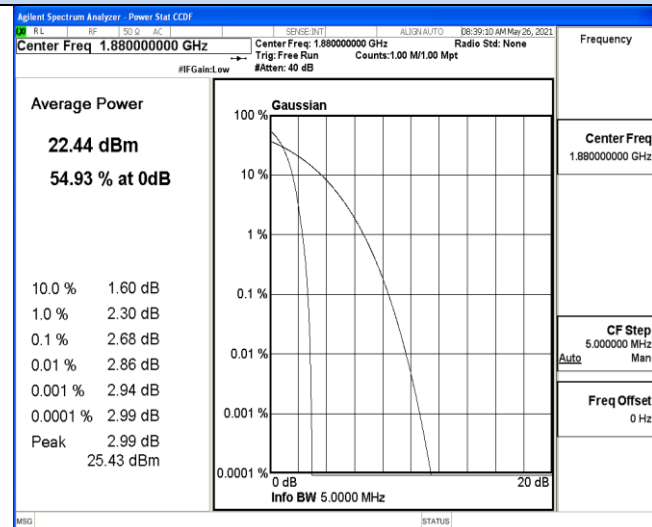 Agilent Spectrum Analyzer - Power Stat CCDF
RL RF 50 Ω AC SENSE:INT ALIGN AUTO 08:39:10 AM May 26, 2021
Center Freq 1.880000000 GHz
Center Freq: 1.880000000 GHz Radio Std: None
Trig: Free Run Counts:1.00 M/1.00 Mpt
#IFGain:Low #Atten: 40 dB
Frequency
Average Power
22.44 dBm
54.93 % at 0dB
10.0 % 1.60 dB
1.0 % 2.30 dB
0.1 % 2.68 dB
0.01 % 2.86 dB
0.001 % 2.94 dB
0.0001 % 2.99 dB
Peak 2.99 dB
25.43 dBm
Gaussian
100 %
10 %
1 %
0.1 %
0.01 %
0.001 %
0.0001 %
0 dB 20 dB
Info BW 5.0000 MHz
Center Freq
1.880000000 GHz
CF Step
5.000000 MHz
Auto Man
Freq Offset
0 Hz
MSG STATUS